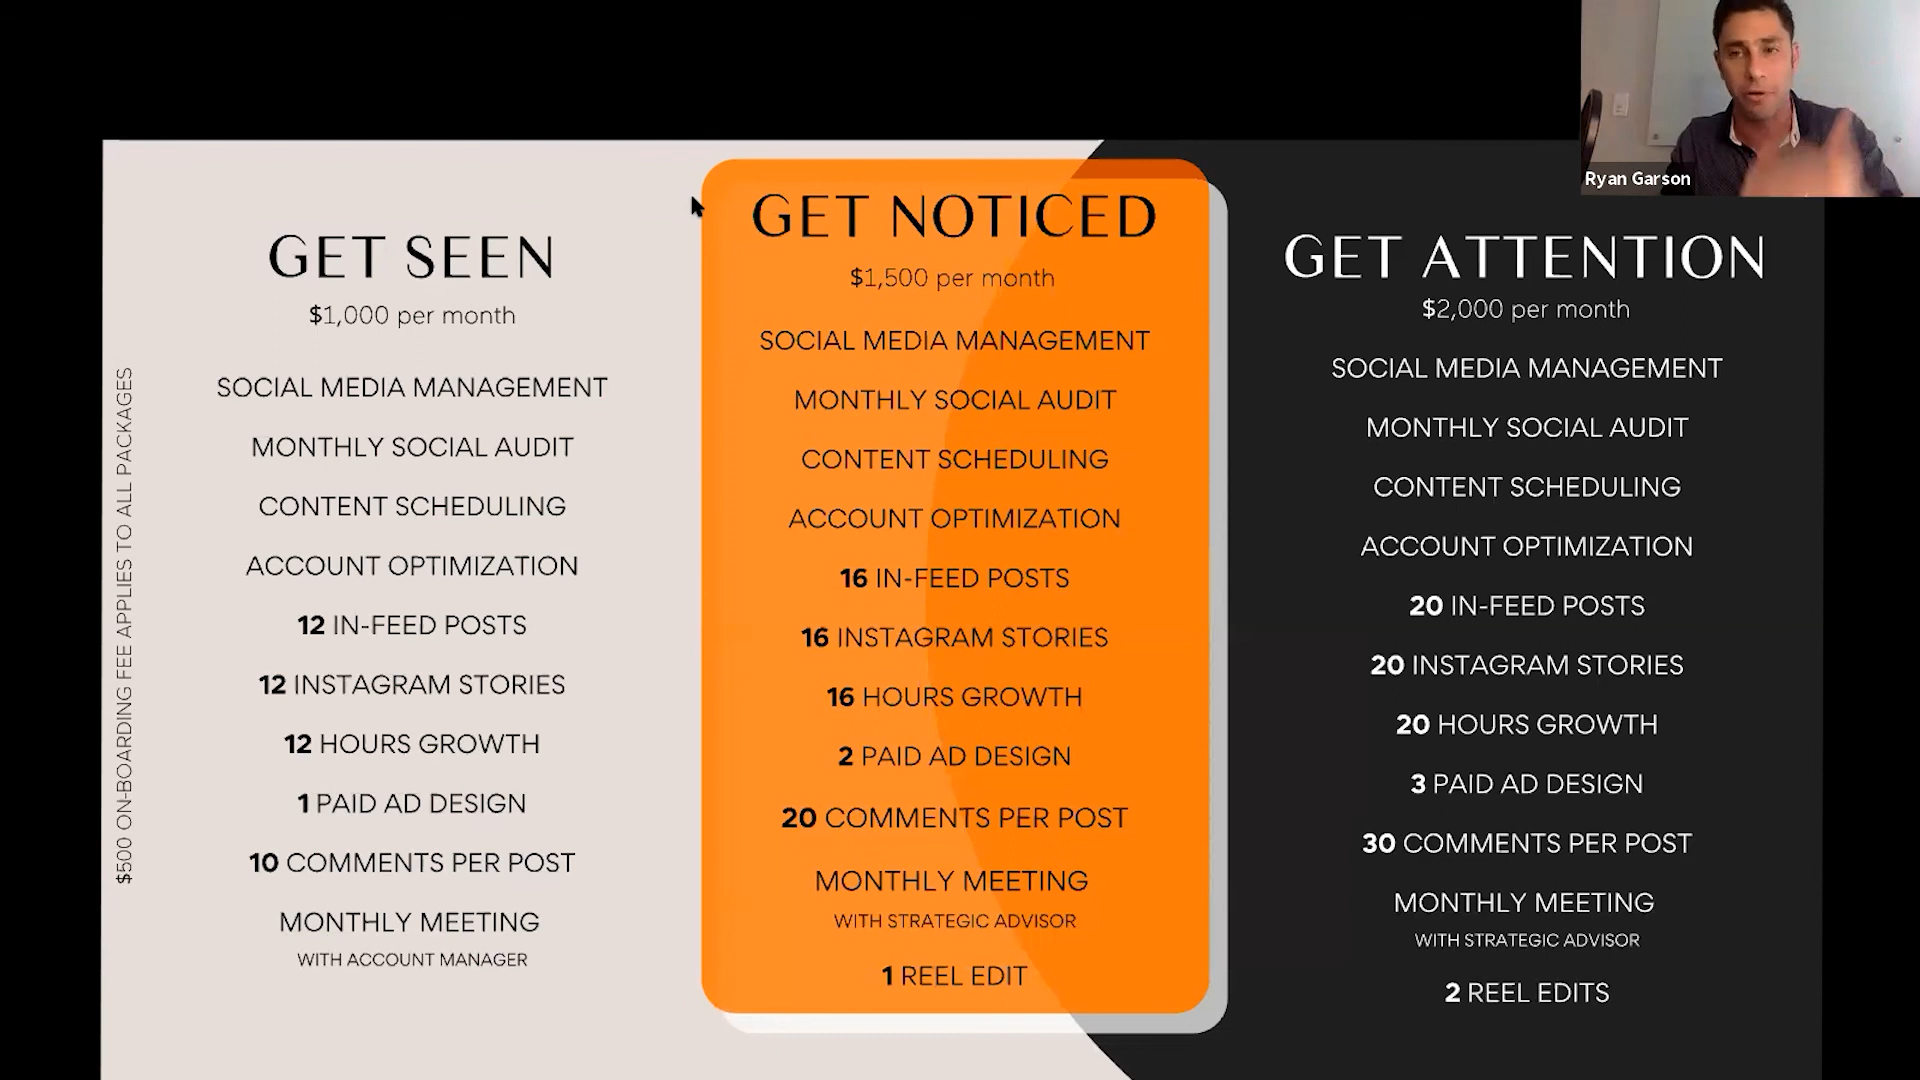 Ryan Garson
$500 ON-BOARDING FEE APPLIES TO ALL PACKAGES
GET SEEN
$1,000 per month
SOCIAL MEDIA MANAGEMENT
MONTHLY SOCIAL AUDIT
CONTENT SCHEDULING
ACCOUNT OPTIMIZATION
12 IN-FEED POSTS
12 INSTAGRAM STORIES
12 HOURS GROWTH
1 PAID AD DESIGN
10 COMMENTS PER POST
MONTHLY MEETING
WITH ACCOUNT MANAGER
GET NOTICED
$1,500 per month
SOCIAL MEDIA MANAGEMENT
MONTHLY SOCIAL AUDIT
CONTENT SCHEDULING
ACCOUNT OPTIMIZATION
16 IN-FEED POSTS
16 INSTAGRAM STORIES
16 HOURS GROWTH
2 PAID AD DESIGN
20 COMMENTS PER POST
MONTHLY MEETING
WITH STRATEGIC ADVISOR
1 REEL EDIT
GET ATTENTION
$2,000 per month
SOCIAL MEDIA MANAGEMENT
MONTHLY SOCIAL AUDIT
CONTENT SCHEDULING
ACCOUNT OPTIMIZATION
20 IN-FEED POSTS
20 INSTAGRAM STORIES
20 HOURS GROWTH
3 PAID AD DESIGN
30 COMMENTS PER POST
MONTHLY MEETING
WITH STRATEGIC ADVISOR
2 REEL EDITS